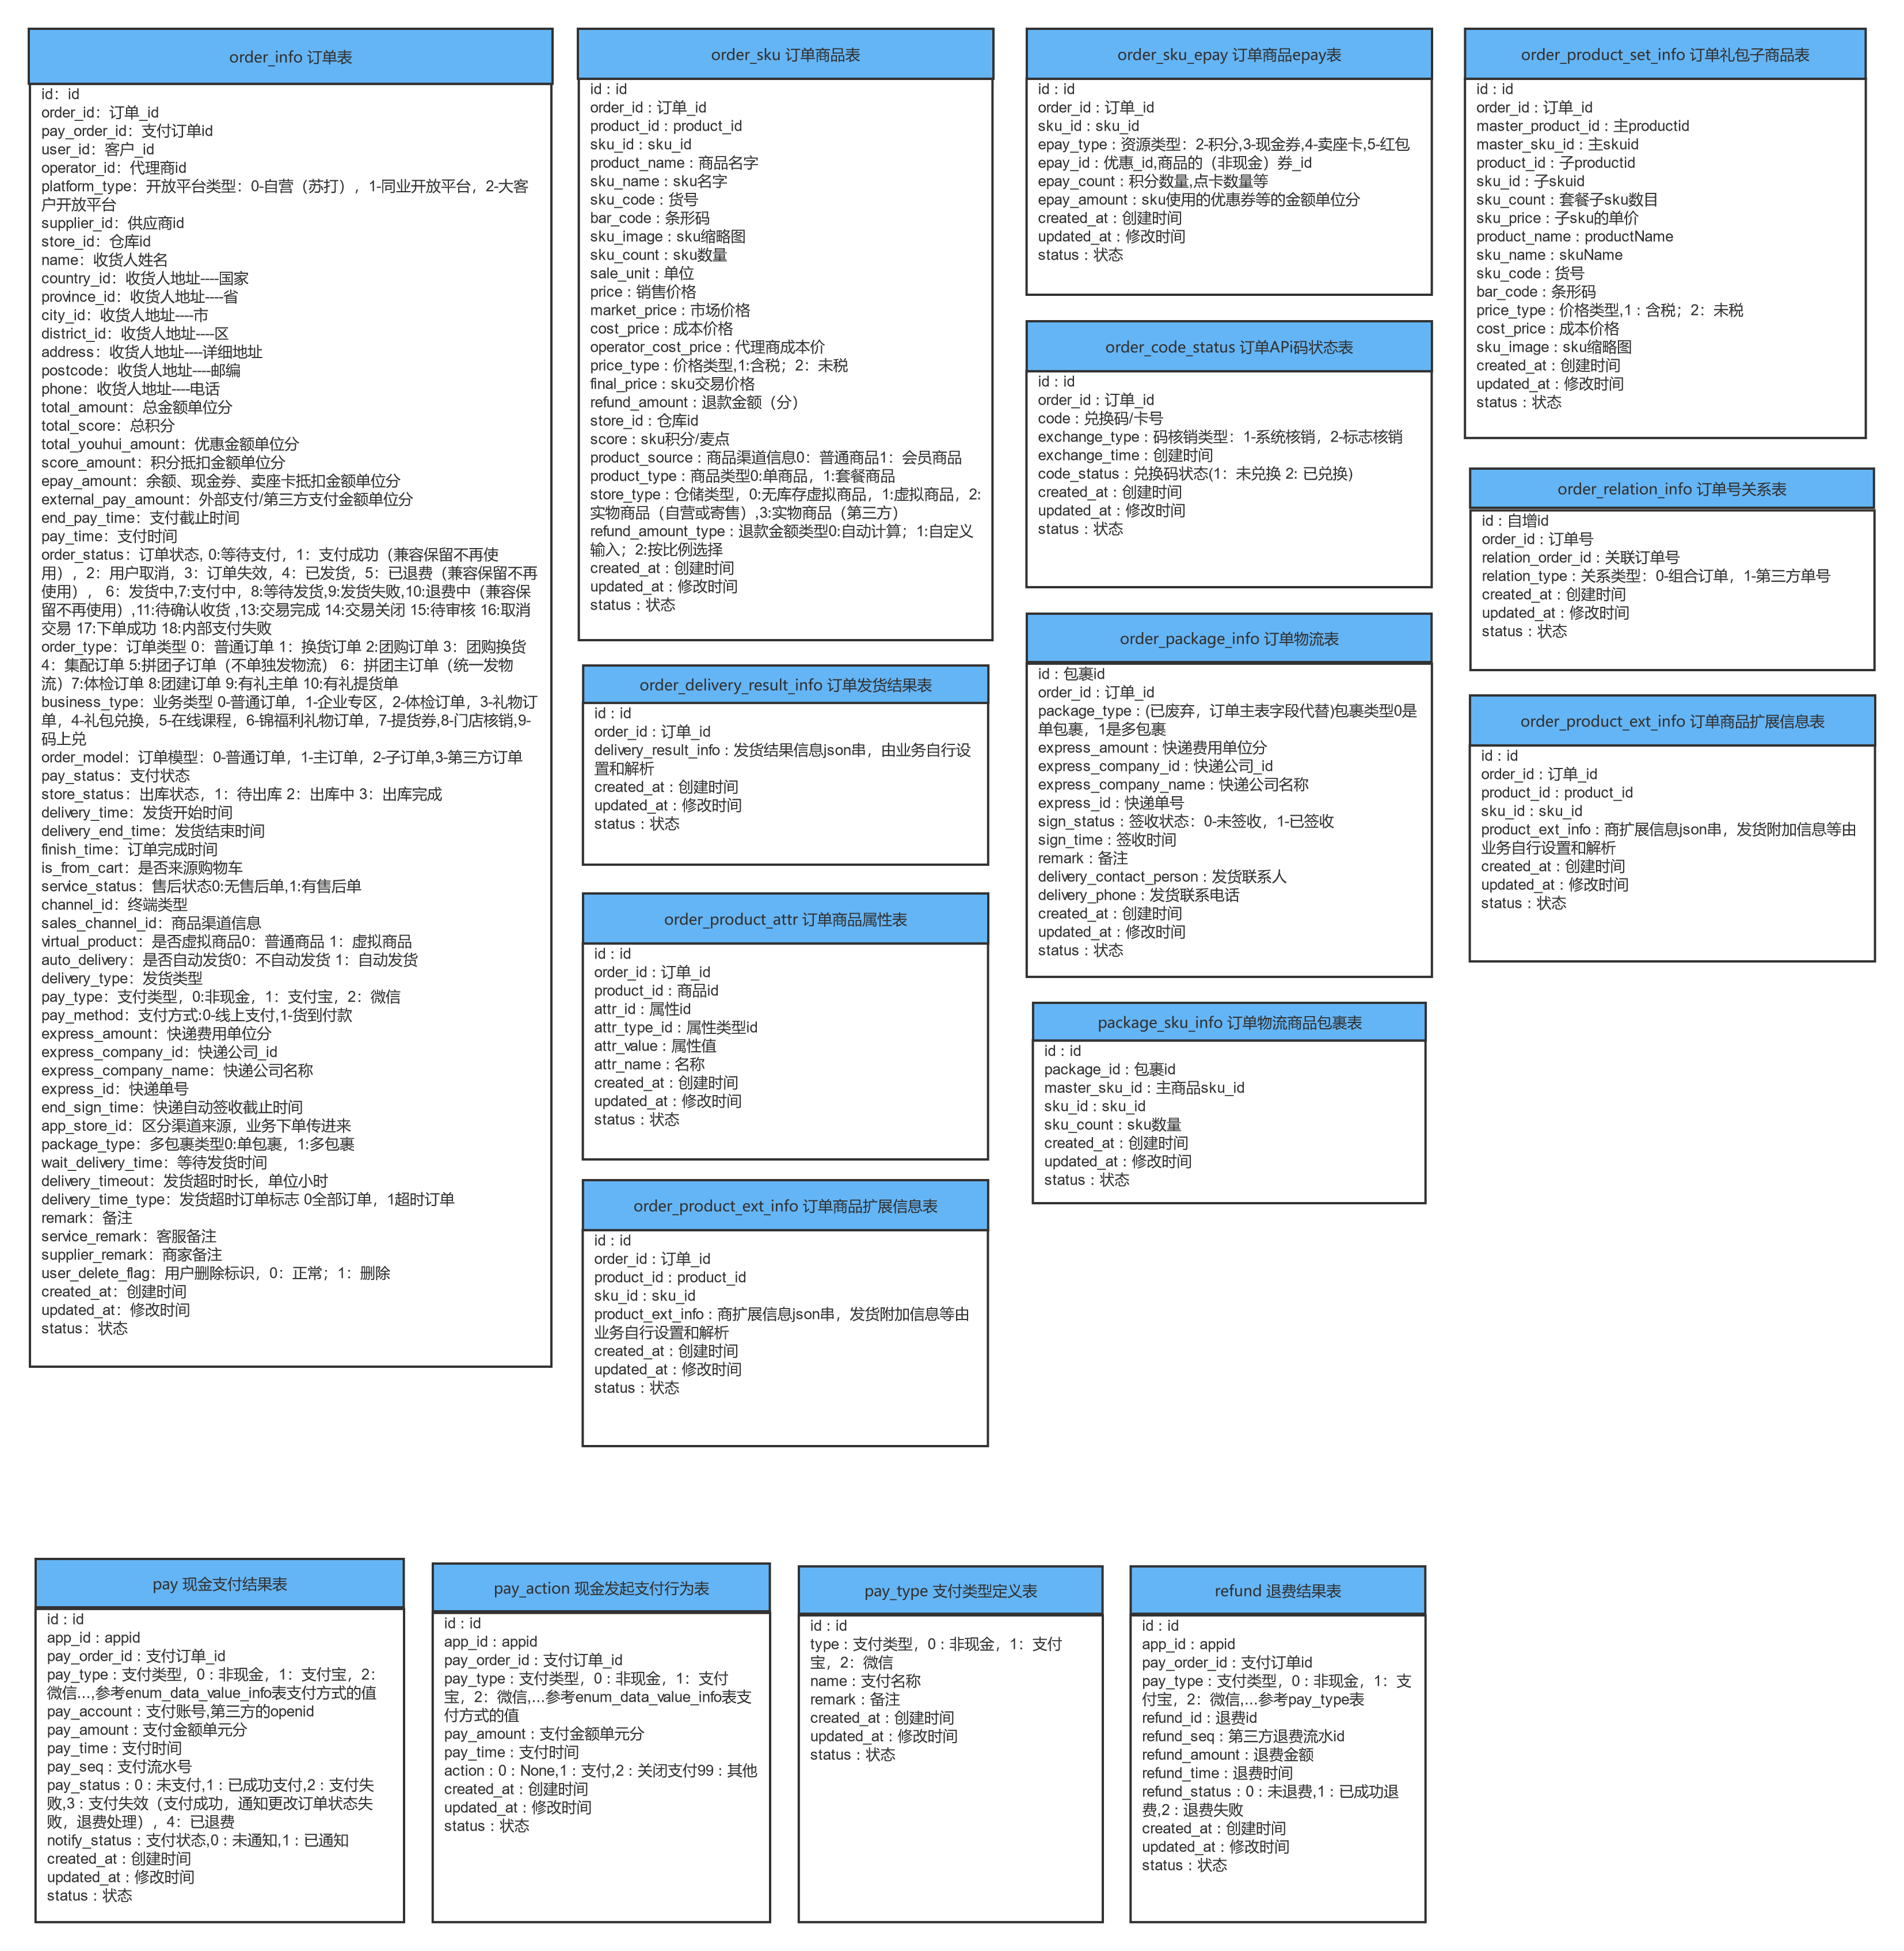 order_info 订单表
id：id
order_id：订单_id
pay_order_id：支付订单id
user_id：客户_id
operator_id：代理商id
platform_type：开放平台类型：0-自营（苏打），1-同业开放平台，2-大客
户开放平台
supplier_id：供应商id
store_id：仓库id
name：收货人姓名
country_id：收货人地址----国家
province_id：收货人地址----省
city_id：收货人地址----市
district_id：收货人地址----区
address：收货人地址----详细地址
postcode：收货人地址----邮编
phone：收货人地址----电话
total_amount：总金额单位分
total_score：总积分
total_youhui_amount：优惠金额单位分
score_amount：积分抵扣金额单位分
epay_amount：余额、现金券、卖座卡抵扣金额单位分
external_pay_amount：外部支付/第三方支付金额单位分
end_pay_time：支付截止时间
pay_time：支付时间
order_status：订单状态, 0:等待支付，1：支付成功（兼容保留不再使
用），2：用户取消，3：订单失效，4：已发货，5：已退费（兼容保留不再
使用）， 6：发货中,7:支付中，8:等待发货,9:发货失败,10:退费中（兼容保
留不再使用）,11:待确认收货 ,13:交易完成 14:交易关闭 15:待审核 16:取消
交易 17:下单成功 18:内部支付失败
order_type：订单类型 0：普通订单 1：换货订单 2:团购订单 3：团购换货
4：集配订单 5:拼团子订单（不单独发物流） 6：拼团主订单（统一发物
流）7:体检订单 8:团建订单 9:有礼主单 10:有礼提货单
business_type：业务类型 0-普通订单，1-企业专区，2-体检订单，3-礼物订
单，4-礼包兑换，5-在线课程，6-锦福利礼物订单，7-提货券,8-门店核销,9-
码上兑
order_model：订单模型：0-普通订单，1-主订单，2-子订单,3-第三方订单
pay_status：支付状态
store_status：出库状态，1：待出库 2：出库中 3：出库完成
delivery_time：发货开始时间
delivery_end_time：发货结束时间
finish_time：订单完成时间
is_from_cart：是否来源购物车
service_status：售后状态0:无售后单,1:有售后单
channel_id：终端类型
sales_channel_id：商品渠道信息
virtual_product：是否虚拟商品0：普通商品 1：虚拟商品
auto_delivery：是否自动发货0：不自动发货 1：自动发货
delivery_type：发货类型
pay_type：支付类型，0:非现金，1：支付宝，2：微信
pay_method：支付方式:0-线上支付,1-货到付款
express_amount：快递费用单位分
express_company_id：快递公司_id
express_company_name：快递公司名称
express_id：快递单号
end_sign_time：快递自动签收截止时间
app_store_id：区分渠道来源，业务下单传进来
package_type：多包裹类型0:单包裹，1:多包裹
wait_delivery_time：等待发货时间
delivery_timeout：发货超时时长，单位小时
delivery_time_type：发货超时订单标志 0全部订单，1超时订单
remark：备注
service_remark：客服备注
supplier_remark：商家备注
user_delete_flag：用户删除标识，0：正常；1：删除
created_at：创建时间
updated_at：修改时间
status：状态
order_sku 订单商品表
id : id
order_id : 订单_id
product_id : product_id
sku_id : sku_id
product_name : 商品名字
sku_name : sku名字
sku_code : 货号
bar_code : 条形码
sku_image : sku缩略图
sku_count : sku数量
sale_unit : 单位
price : 销售价格
market_price : 市场价格
cost_price : 成本价格
operator_cost_price : 代理商成本价
price_type : 价格类型,1:含税；2：未税
final_price : sku交易价格
refund_amount : 退款金额（分）
store_id : 仓库id
score : sku积分/麦点
product_source : 商品渠道信息0：普通商品1：会员商品
product_type : 商品类型0:单商品，1:套餐商品
store_type : 仓储类型，0:无库存虚拟商品，1:虚拟商品，2:
实物商品（自营或寄售）,3:实物商品（第三方）
refund_amount_type : 退款金额类型0:自动计算；1:自定义
输入；2:按比例选择
created_at : 创建时间
updated_at : 修改时间
status : 状态
order_delivery_result_info 订单发货结果表
id : id
order_id : 订单_id
delivery_result_info : 发货结果信息json串，由业务自行设
置和解析
created_at : 创建时间
updated_at : 修改时间
status : 状态
order_product_attr 订单商品属性表
id : id
order_id : 订单_id
product_id : 商品id
attr_id : 属性id
attr_type_id : 属性类型id
attr_value : 属性值
attr_name : 名称
created_at : 创建时间
updated_at : 修改时间
status : 状态
order_product_ext_info 订单商品扩展信息表
id : id
order_id : 订单_id
product_id : product_id
sku_id : sku_id
product_ext_info : 商扩展信息json串，发货附加信息等由
业务自行设置和解析
created_at : 创建时间
updated_at : 修改时间
status : 状态
order_sku_epay 订单商品epay表
id : id
order_id : 订单_id
sku_id : sku_id
epay_type : 资源类型：2-积分,3-现金券,4-卖座卡,5-红包
epay_id : 优惠_id,商品的（非现金）券_id
epay_count : 积分数量,点卡数量等
epay_amount : sku使用的优惠券等的金额单位分
created_at : 创建时间
updated_at : 修改时间
status : 状态
order_code_status 订单APi码状态表
id : id
order_id : 订单_id
code : 兑换码/卡号
exchange_type : 码核销类型：1-系统核销，2-标志核销
exchange_time : 创建时间
code_status : 兑换码状态(1：未兑换 2: 已兑换)
created_at : 创建时间
updated_at : 修改时间
status : 状态
order_package_info 订单物流表
id : 包裹id
order_id : 订单_id
package_type : (已废弃，订单主表字段代替)包裹类型0是
单包裹，1是多包裹
express_amount : 快递费用单位分
express_company_id : 快递公司_id
express_company_name : 快递公司名称
express_id : 快递单号
sign_status : 签收状态：0-未签收，1-已签收
sign_time : 签收时间
remark : 备注
delivery_contact_person : 发货联系人
delivery_phone : 发货联系电话
created_at : 创建时间
updated_at : 修改时间
status : 状态
package_sku_info 订单物流商品包裹表
id : id
package_id : 包裹id
master_sku_id : 主商品sku_id
sku_id : sku_id
sku_count : sku数量
created_at : 创建时间
updated_at : 修改时间
status : 状态
order_product_set_info 订单礼包子商品表
id : id
order_id : 订单_id
master_product_id : 主productid
master_sku_id : 主skuid
product_id : 子productid
sku_id : 子skuid
sku_count : 套餐子sku数目
sku_price : 子sku的单价
product_name : productName
sku_name : skuName
sku_code : 货号
bar_code : 条形码
price_type : 价格类型,1 : 含税；2：未税
cost_price : 成本价格
sku_image : sku缩略图
created_at : 创建时间
updated_at : 修改时间
status : 状态
order_relation_info 订单号关系表
id : 自增id
order_id : 订单号
relation_order_id : 关联订单号
relation_type : 关系类型：0-组合订单，1-第三方单号
created_at : 创建时间
updated_at : 修改时间
status : 状态
order_product_ext_info 订单商品扩展信息表
id : id
order_id : 订单_id
product_id : product_id
sku_id : sku_id
product_ext_info : 商扩展信息json串，发货附加信息等由
业务自行设置和解析
created_at : 创建时间
updated_at : 修改时间
status : 状态
pay 现金支付结果表
id : id
app_id : appid
pay_order_id : 支付订单_id
pay_type : 支付类型，0 : 非现金，1：支付宝，2：
微信...,参考enum_data_value_info表支付方式的值
pay_account : 支付账号,第三方的openid
pay_amount : 支付金额单元分
pay_time : 支付时间
pay_seq : 支付流水号
pay_status : 0 : 未支付,1 : 已成功支付,2 : 支付失
败,3 : 支付失效（支付成功，通知更改订单状态失
败，退费处理），4：已退费
notify_status : 支付状态,0 : 未通知,1 : 已通知
created_at : 创建时间
updated_at : 修改时间
status : 状态
pay_action 现金发起支付行为表
id : id
app_id : appid
pay_order_id : 支付订单_id
pay_type : 支付类型，0 : 非现金，1：支付
宝，2：微信,...参考enum_data_value_info表支
付方式的值
pay_amount : 支付金额单元分
pay_time : 支付时间
action : 0 : None,1 : 支付,2 : 关闭支付99 : 其他
created_at : 创建时间
updated_at : 修改时间
status : 状态
pay_type 支付类型定义表
id : id
type : 支付类型，0 : 非现金，1：支付
宝，2：微信
name : 支付名称
remark : 备注
created_at : 创建时间
updated_at : 修改时间
status : 状态
refund 退费结果表
id : id
app_id : appid
pay_order_id : 支付订单id
pay_type : 支付类型，0 : 非现金，1：支
付宝，2：微信,...参考pay_type表
refund_id : 退费id
refund_seq : 第三方退费流水id
refund_amount : 退费金额
refund_time : 退费时间
refund_status : 0 : 未退费,1 : 已成功退
费,2 : 退费失败
created_at : 创建时间
updated_at : 修改时间
status : 状态